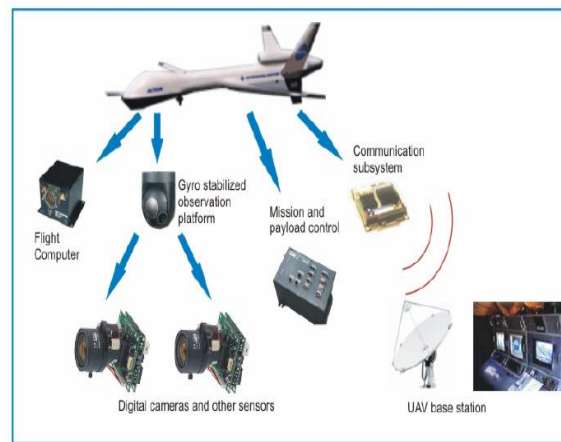 Communication
subsystem
Gyro stabilized
observation
platform
Mission and
payload control
Flight
Computer
Digital cameras and other sensors
UAV base station